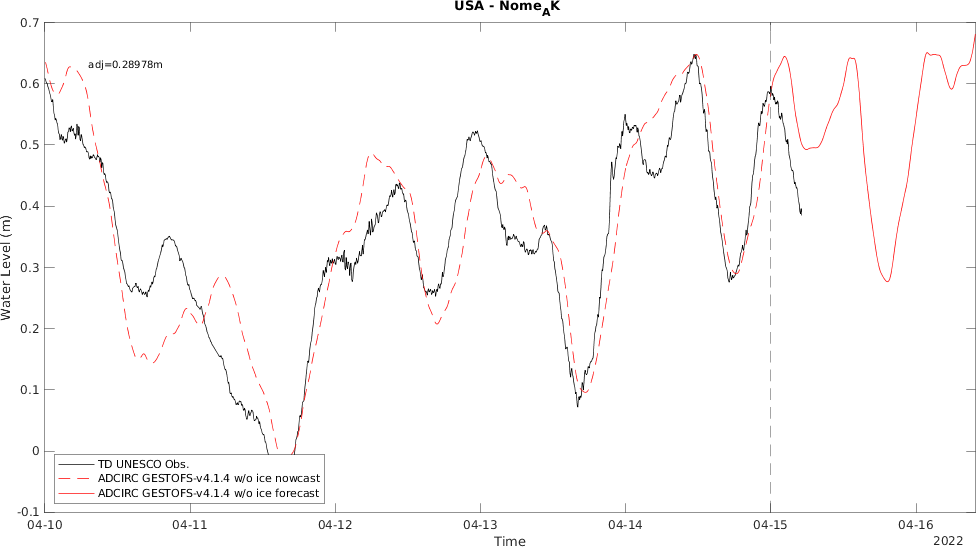 USA - Nome_AK
adj=0.28978m
0.7
0.6
0.5
0.4
0.3
0.2
0.1
0
-0.1
Water Level (m)
TD UNESCO Obs.
ADCIRC GESTOFS-v4.1.4 w/o ice nowcast
ADCIRC GESTOFS-v4.1.4 w/o ice forecast
04-10 04-11 04-12 04-13 04-14 04-15 04-16
Time
2022